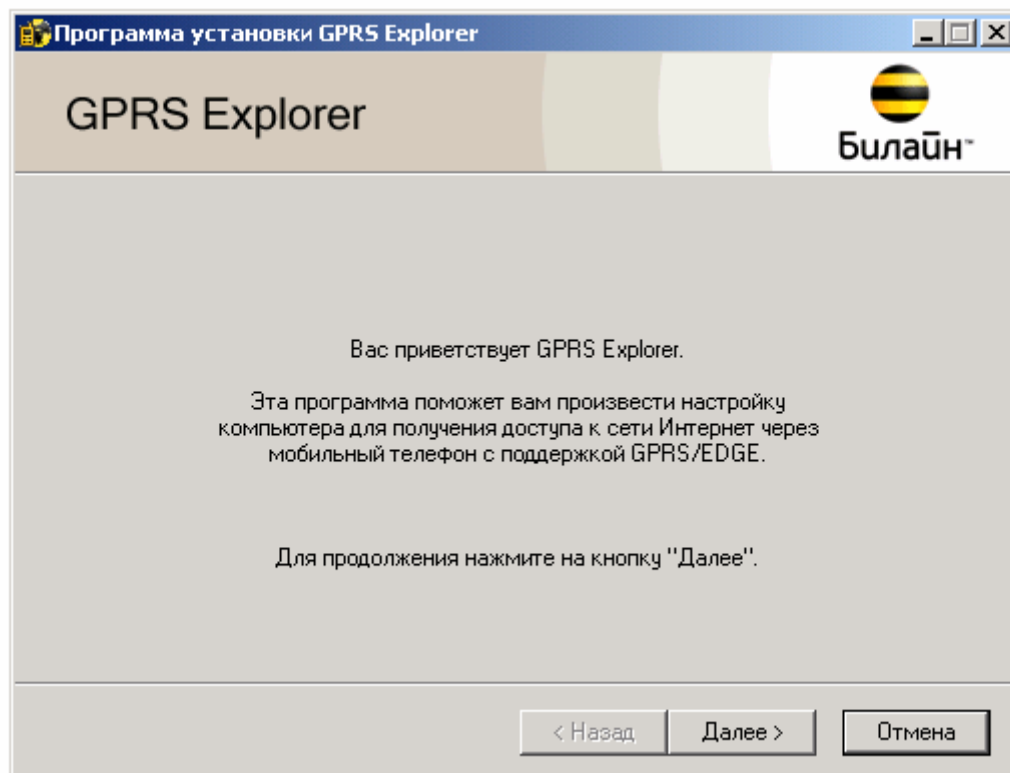 Программа установки GPRS Explorer
GPRS Explorer
Билайн™
Вас приветствует GPRS Explorer.
Эта программа поможет вам произвести настройку
компьютера для получения доступа к сети Интернет через
мобильный телефон с поддержкой GPRS/EDGE.
Для продолжения нажмите на кнопку "Далее".
< Назад
Далее >
Отмена